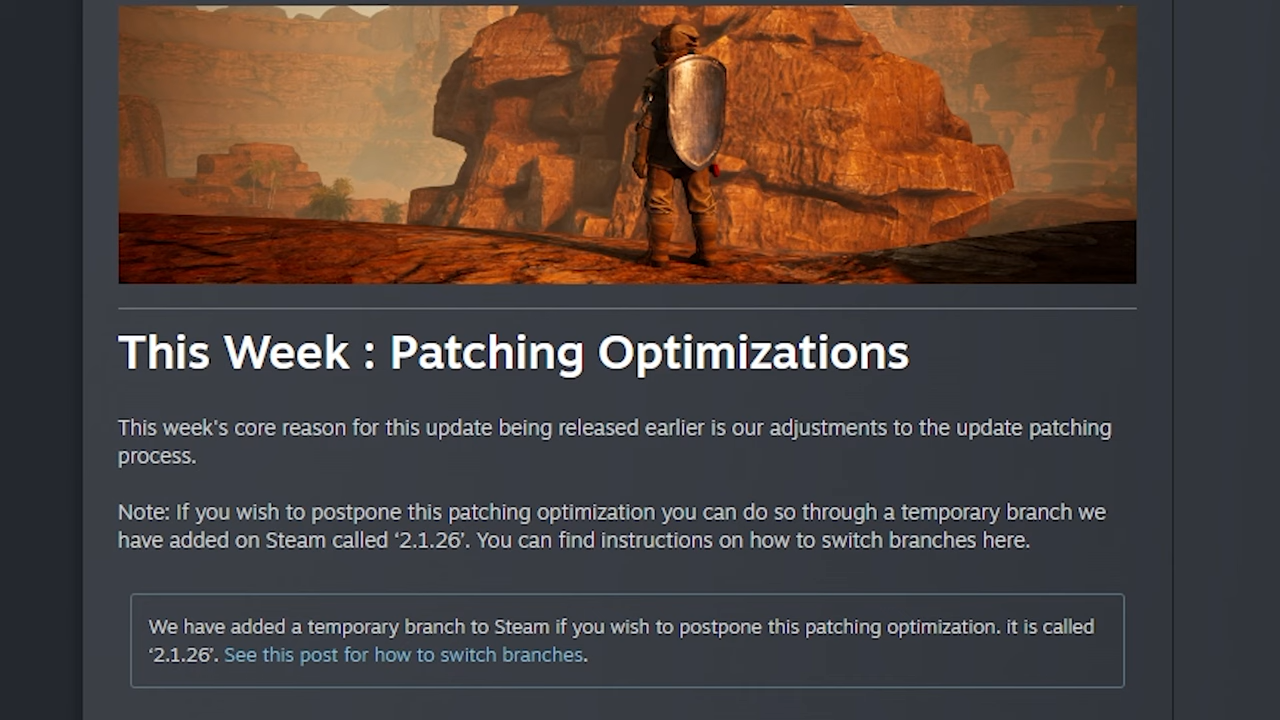 This Week : Patching Optimizations
This week's core reason for this update being released earlier is our adjustments to the update patching
process.
Note: If you wish to postpone this patching optimization you can do so through a temporary branch we
have added on Steam called ‘2.1.26’. You can find instructions on how to switch branches here.
We have added a temporary branch to Steam if you wish to postpone this patching optimization. it is called
‘2.1.26’. See this post for how to switch branches.